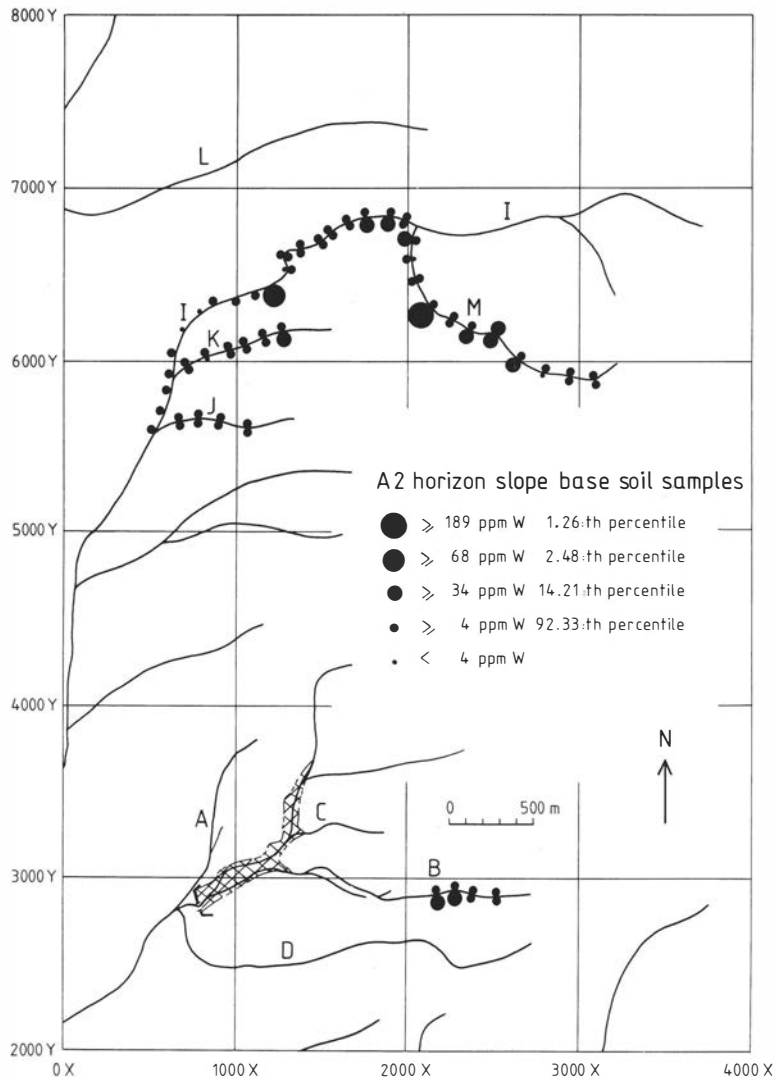 8000 Y
L
7000 Y
I
I
M
K
6000 Y
J
A2 horizon slope base soil samples
⩾ 189 ppm W 1.26:th percentile
5000 Y
⩾ 68 ppm W 2.48:th percentile
⩾ 34 ppm W 14.21:th percentile
⩾ 4 ppm W 92.33:th percentile
< 4 ppm W
4000 Y
N
A
C
0 500 m
B
3000 Y
D
2000 Y
0 X 1000 X 2000 X 3000 X 4000 X